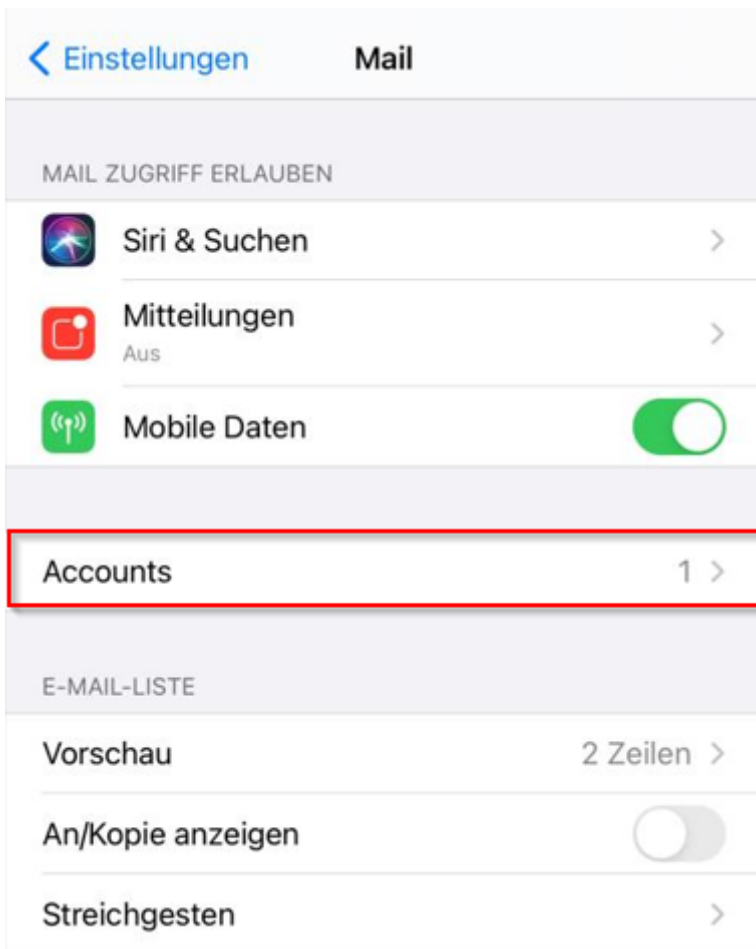 Einstellungen Mail
MAIL ZUGRIFF ERLAUBEN
Siri & Suchen
Mitteilungen
Aus
Mobile Daten
Accounts 1
E-MAIL-LISTE
Vorschau 2 Zeilen
An/Kopie anzeigen
Streichgesten